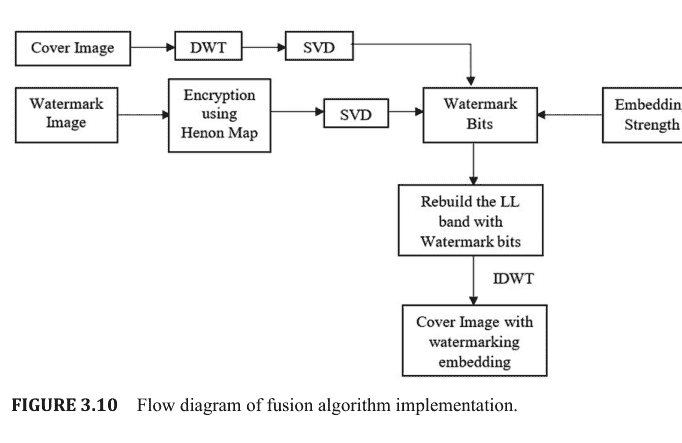 Cover Image
DWT
SVD
Watermark
Image
Encryption
using
Henon Map
SVD
Watermark
Bits
Embeddin
Strength
Rebuild the LL
band with
Watermark bits
IDWT
Cover Image with
watermarking
embedding
FIGURE 3.10 Flow diagram of fusion algorithm implementation.